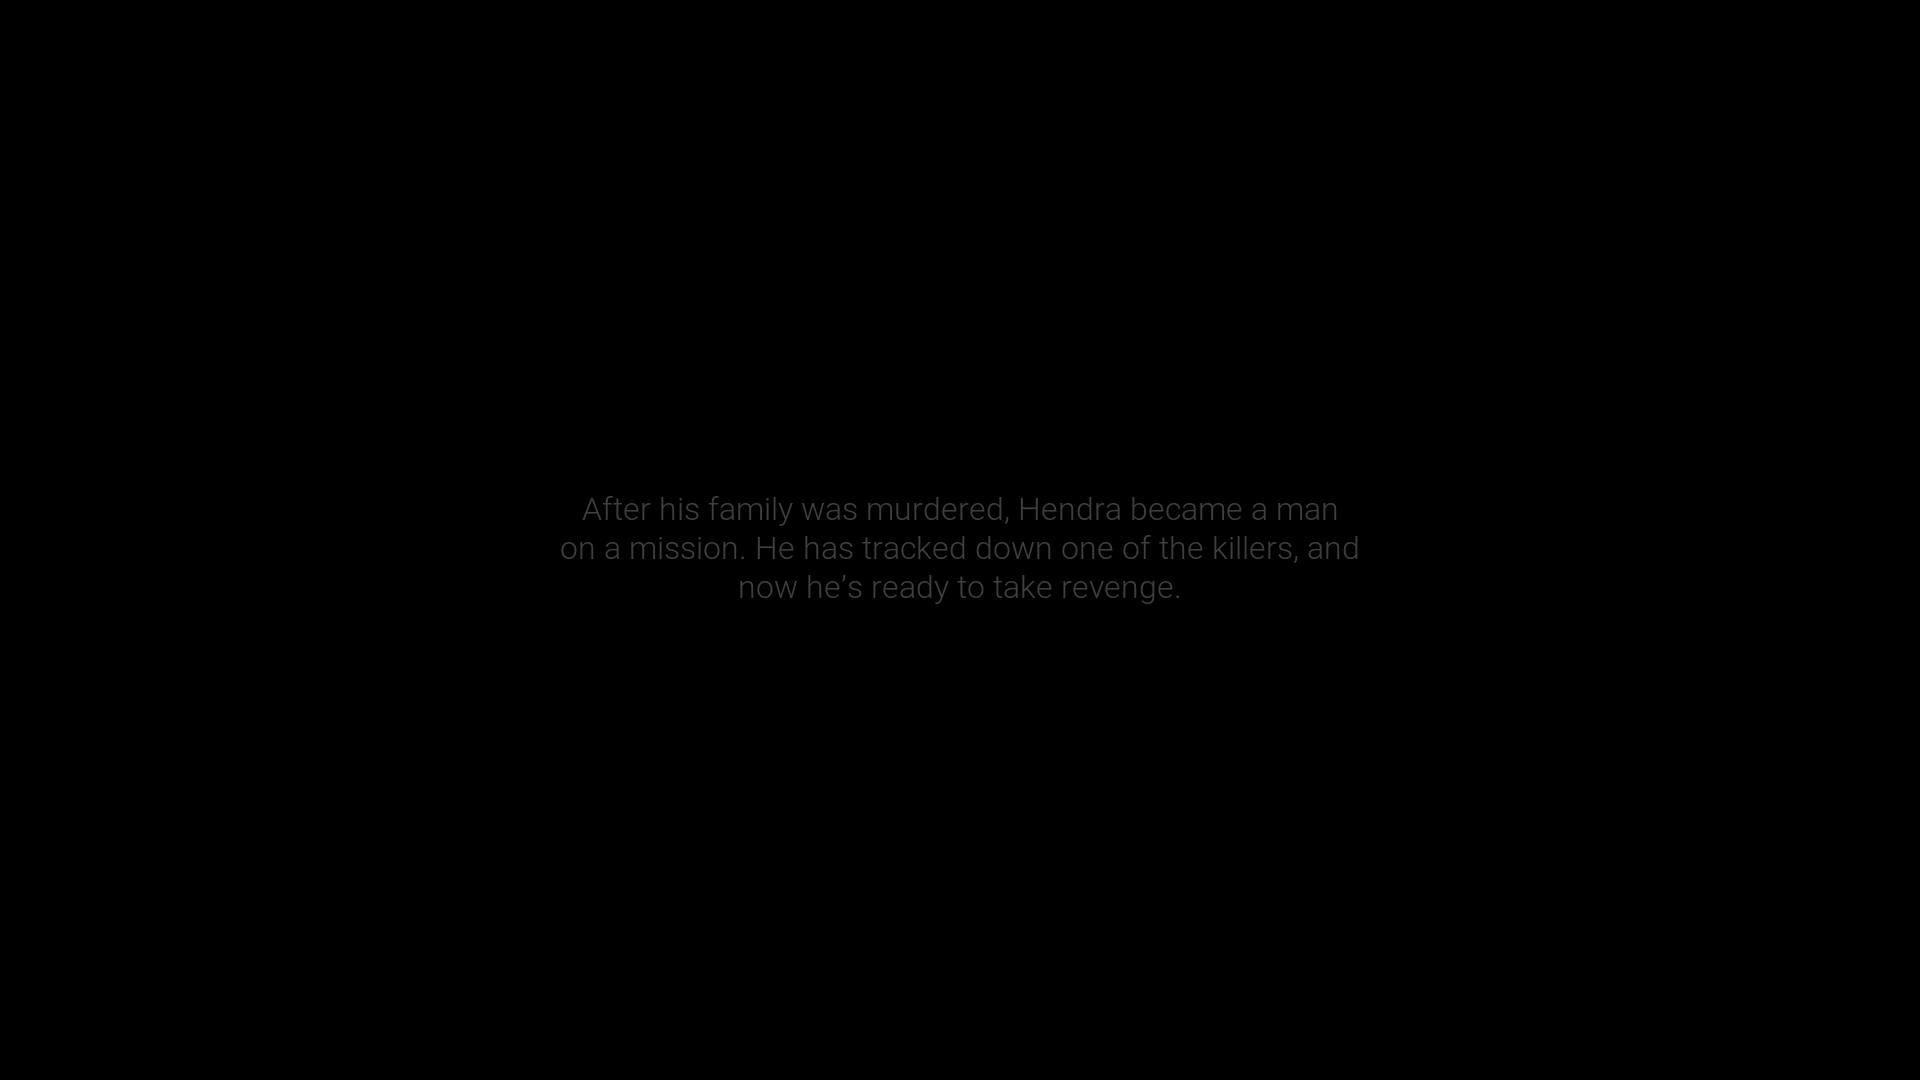 After his family was murdered, Hendra became a man
on a mission. He has tracked down one of the killers, and
now he’s ready to take revenge.